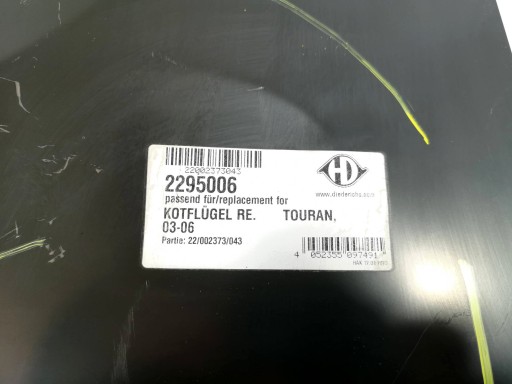 22002373043
2295006
passend für/replacement for
KOTFLÜGEL RE. TOURAN,
03-06
Partie: 22/002373/043
HD
www.diederichs.com
4 052355 097491